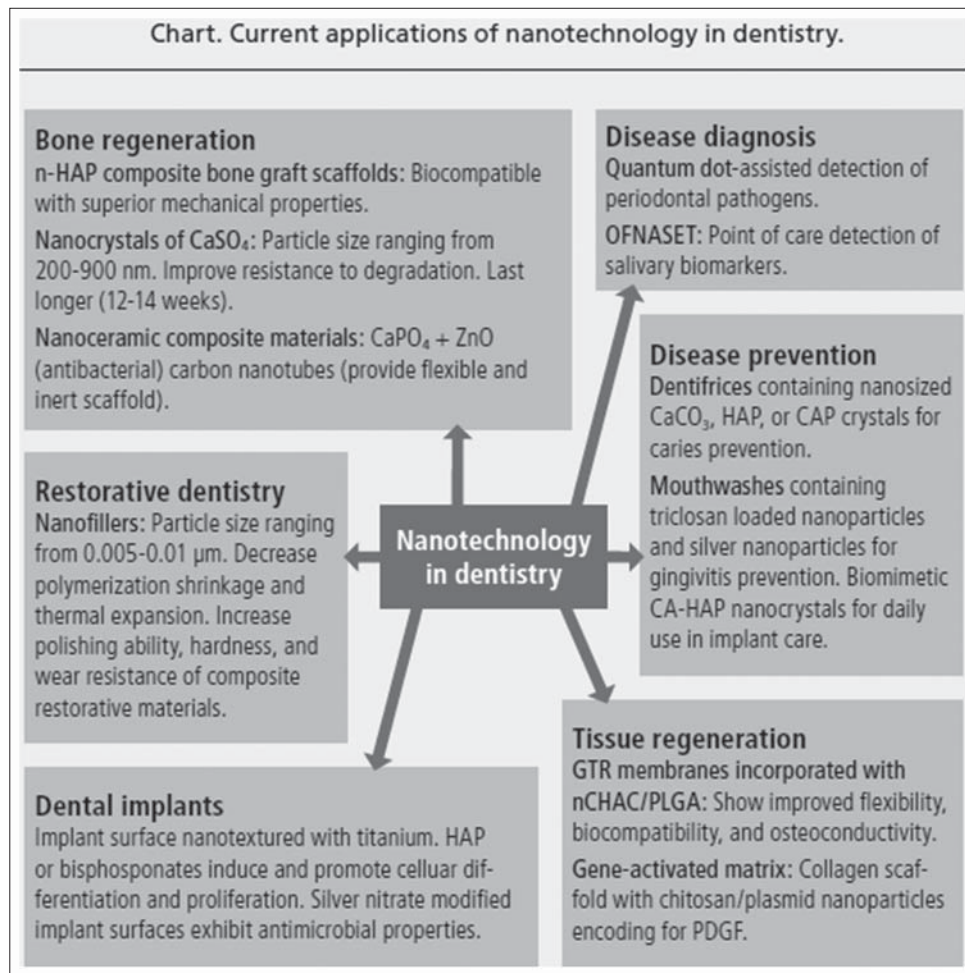 Chart. Current applications of nanotechnology in dentistry.
Bone regeneration
n-HAP composite bone graft scaffolds: Biocompatible
with superior mechanical properties.
Nanocrystals of CaSO₄: Particle size ranging from
200-900 nm. Improve resistance to degradation. Last
longer (12-14 weeks).
Nanoceramic composite materials: CaPO₄ + ZnO
(antibacterial) carbon nanotubes (provide flexible and
inert scaffold).
Disease diagnosis
Quantum dot-assisted detection of
periodontal pathogens.
OFNASET: Point of care detection of
salivary biomarkers.
Disease prevention
Dentifrices containing nanosized
CaCO₃, HAP, or CAP crystals for
caries prevention.
Mouthwashes containing
triclosan loaded nanoparticles
and silver nanoparticles for
gingivitis prevention. Biomimetic
CA-HAP nanocrystals for daily
use in implant care.
Restorative dentistry
Nanofillers: Particle size ranging
from 0.005-0.01 µm. Decrease
polymerization shrinkage and
thermal expansion. Increase
polishing ability, hardness, and
wear resistance of composite
restorative materials.
Nanotechnology
in dentistry
Dental implants
Implant surface nanotextured with titanium. HAP
or bisphosponates induce and promote celluar dif-
ferentiation and proliferation. Silver nitrate modified
implant surfaces exhibit antimicrobial properties.
Tissue regeneration
GTR membranes incorporated with
nCHAC/PLGA: Show improved flexibility,
biocompatibility, and osteoconductivity.
Gene-activated matrix: Collagen scaf-
fold with chitosan/plasmid nanoparticles
encoding for PDGF.